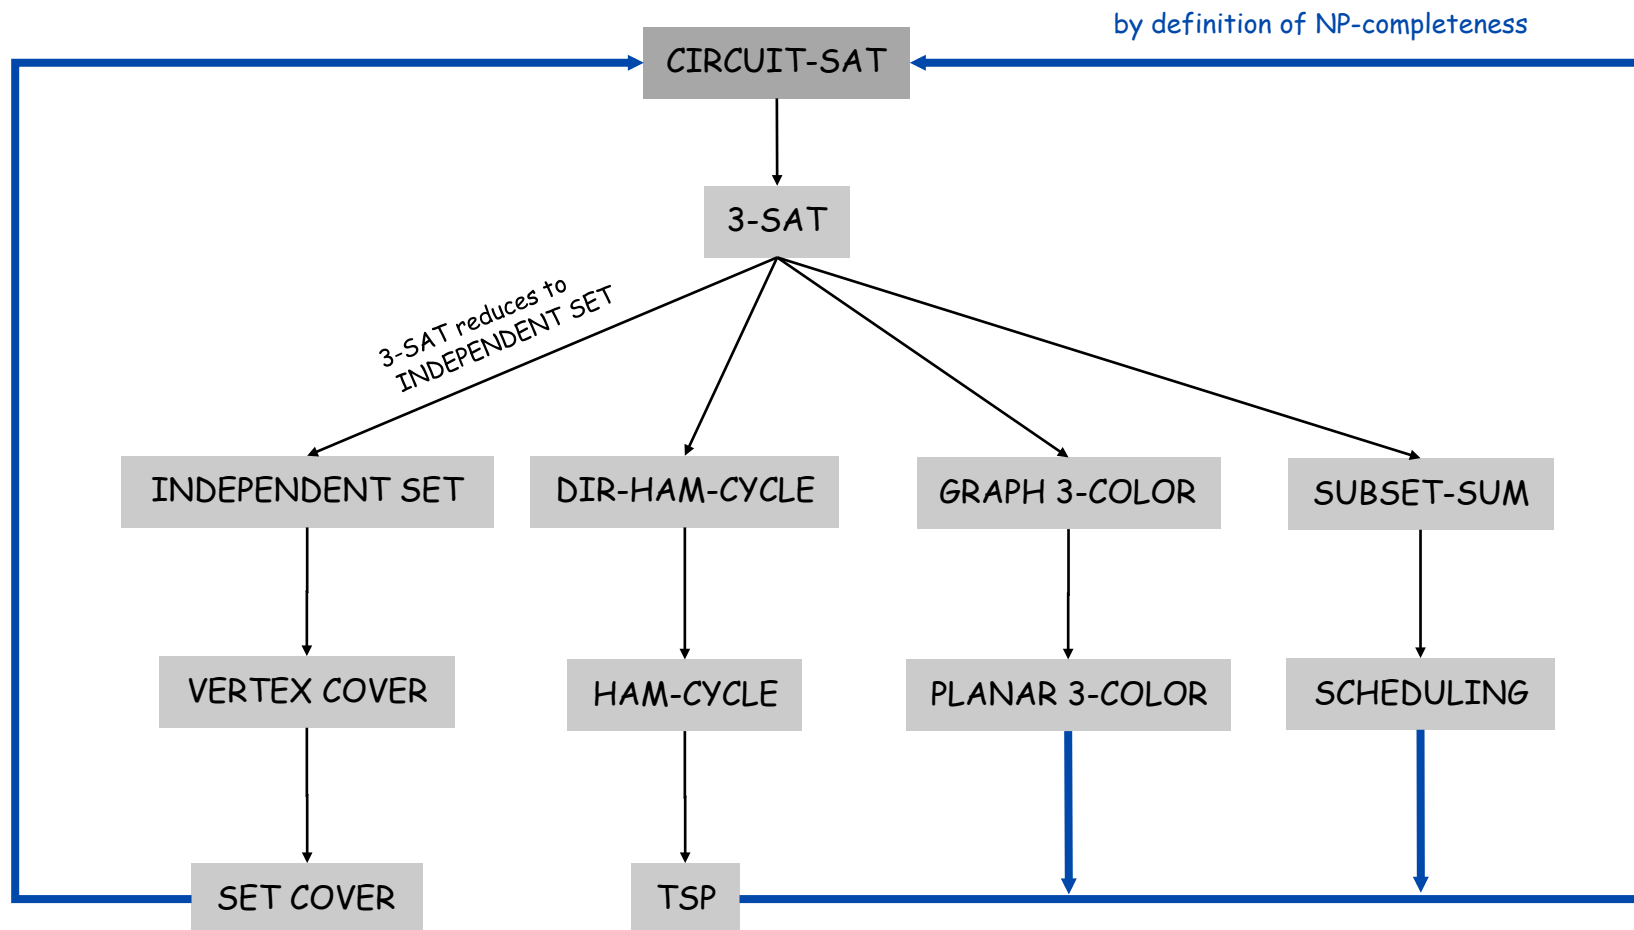 by definition of NP-completeness
CIRCUIT-SAT
3-SAT
3-SAT reduces to
INDEPENDENT SET
INDEPENDENT SET
DIR-HAM-CYCLE
GRAPH 3-COLOR
SUBSET-SUM
VERTEX COVER
HAM-CYCLE
PLANAR 3-COLOR
SCHEDULING
SET COVER
TSP